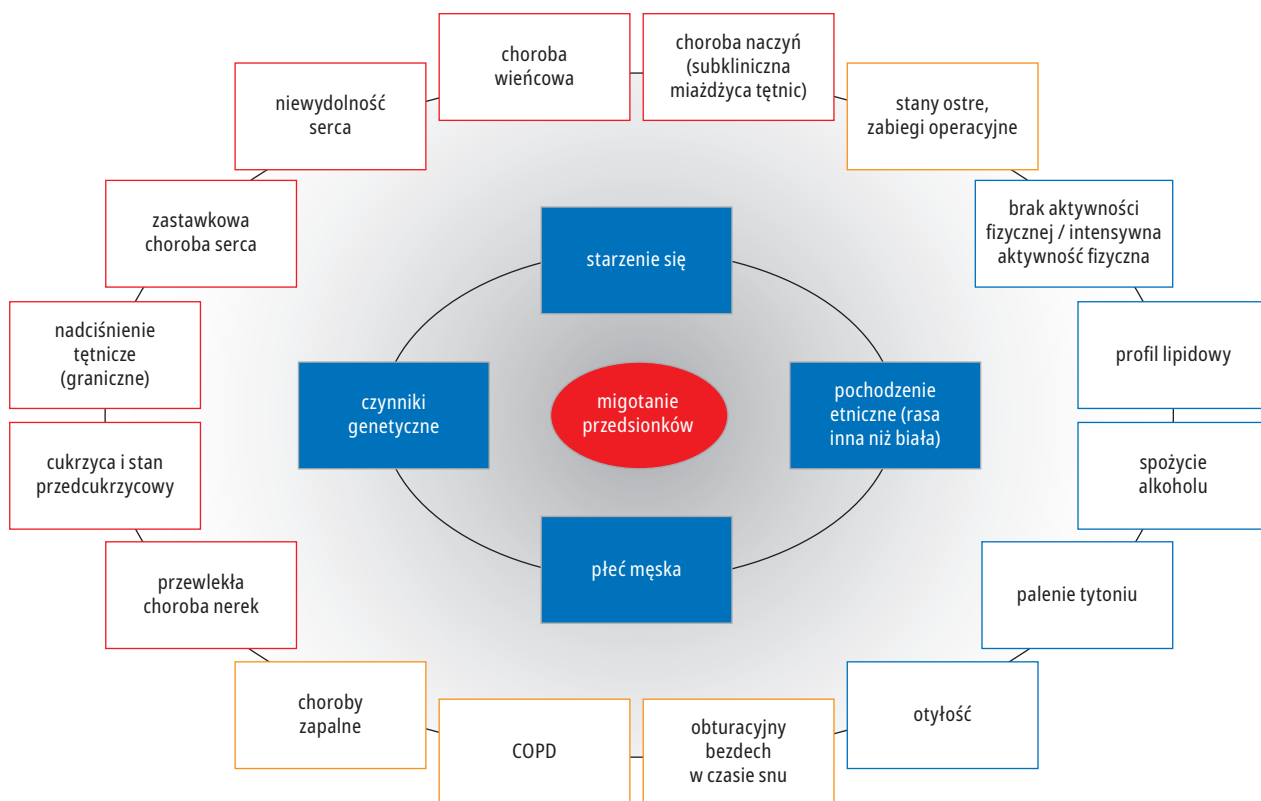 choroba
wieńcowa
choroba naczyń
(subkliniczna
miażdżyca tętnic)
niewydolność
serca
stany ostre,
zabiegi operacyjne
zastawkowa
choroba serca
starzenie się
brak aktywności
fizycznej / intensywna
aktywność fizyczna
nadciśnienie
tętnicze
(graniczne)
profil lipidowy
czynniki
genetyczne
migotanie
przedsionków
pochodzenie
etniczne (rasa
inna niż biała)
cukrzyca i stan
przedcukrzycowy
spożycie
alkoholu
przewlekła
choroba nerek
płeć męska
palenie tytoniu
choroby
zapalne
COPD
obturacyjny
bezdech
w czasie snu
otyłość